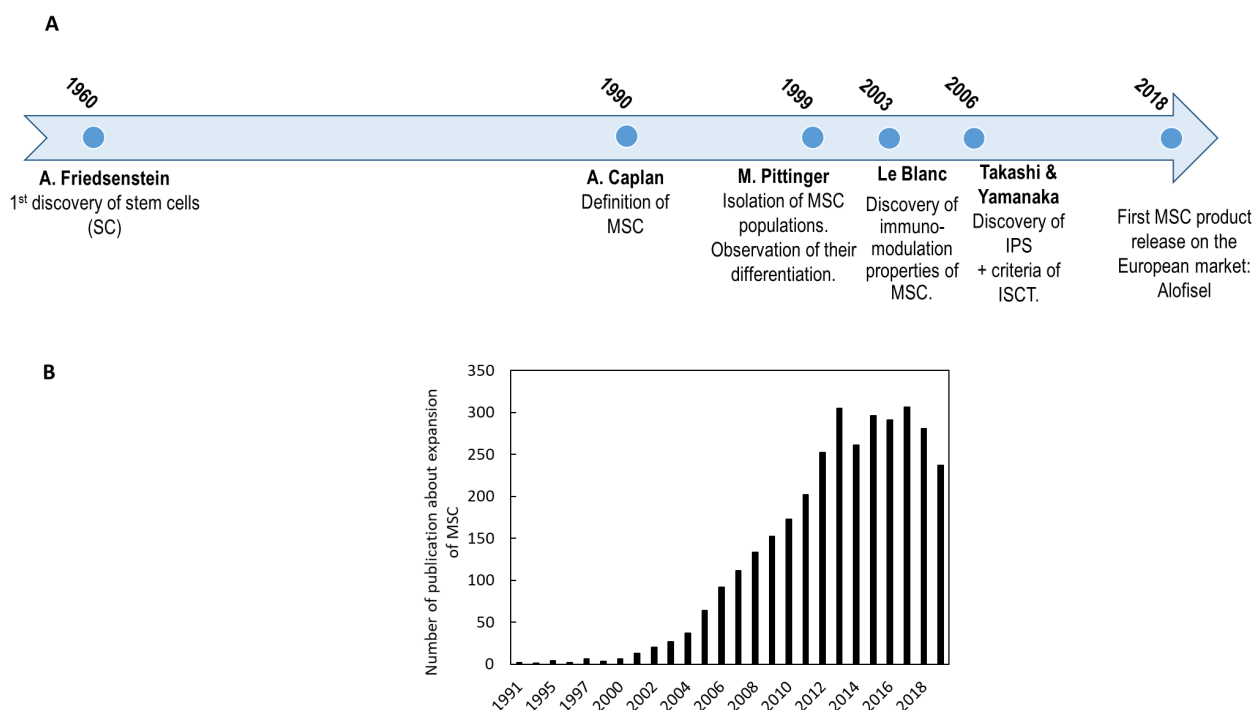 A
1960
1990
1999
2003
2006
2018
A. Friedsenstein
1st discovery of stem cells
(SC)
A. Caplan
Definition of
MSC
M. Pittinger
Isolation of MSC
populations.
Observation of their
differentiation.
Le Blanc
Discovery of
immuno-
modulation
properties of
MSC.
Takashi &
Yamanaka
Discovery of
IPS
+ criteria of
ISCT.
First MSC product
release on the
European market:
Alofisel
B
Number of publication about expansion
of MSC
350
300
250
200
150
100
50
0
1991
1995
1997
2000
2002
2004
2006
2008
2010
2012
2014
2016
2018